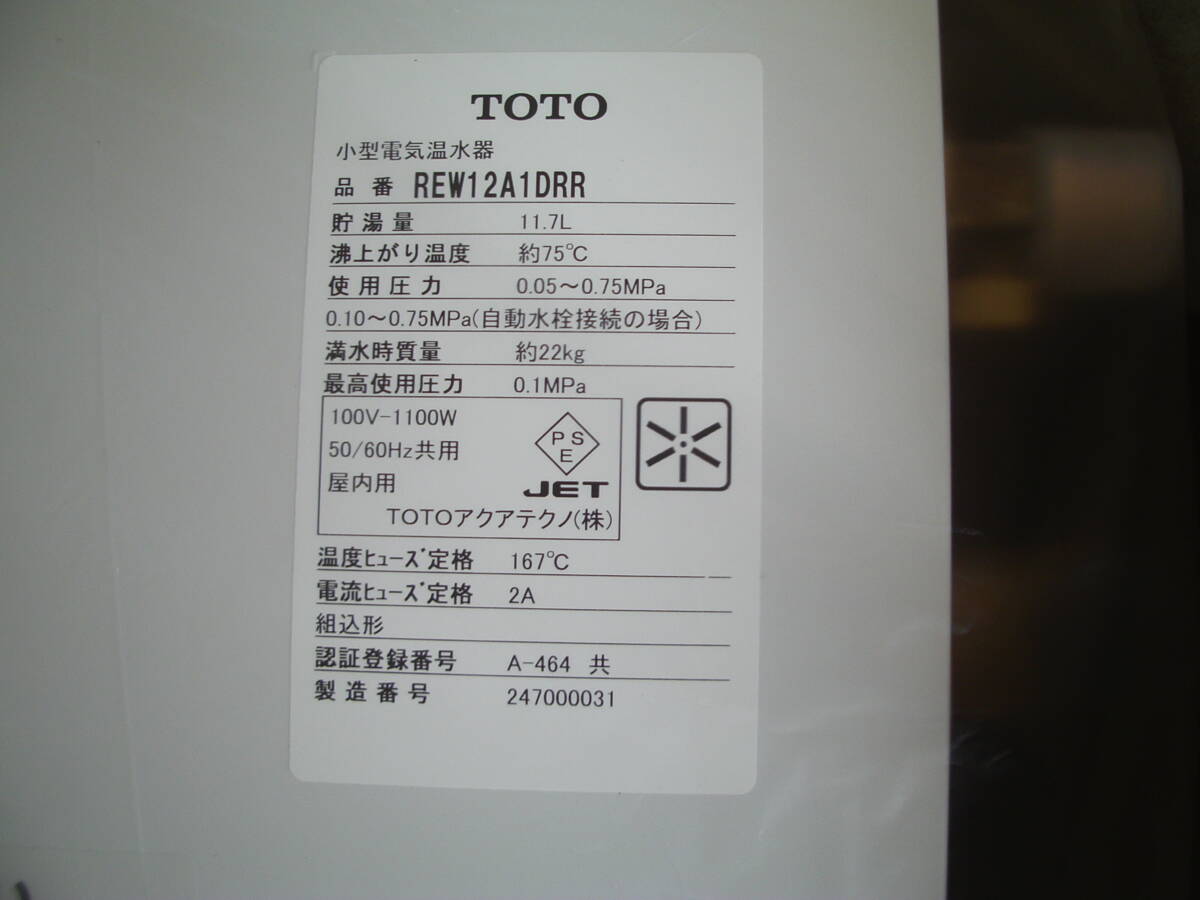 TOTO
小型電気温水器
品番 REW12A1DRR
貯湯量 11.7L
沸上がり温度 約75℃
使用圧力 0.05～0.75MPa
0.10～0.75MPa(自動水栓接続の場合)
満水時質量 約22kg
最高使用圧力 0.1MPa
100V-1100W
50/60Hz共用
屋内用
PS
E
JET
TOTOアクアテクノ(株)
温度ﾋｭｰｽﾞ定格 167℃
電流ﾋｭｰｽﾞ定格 2A
組込形
認証登録番号 A-464 共
製造番号 247000031